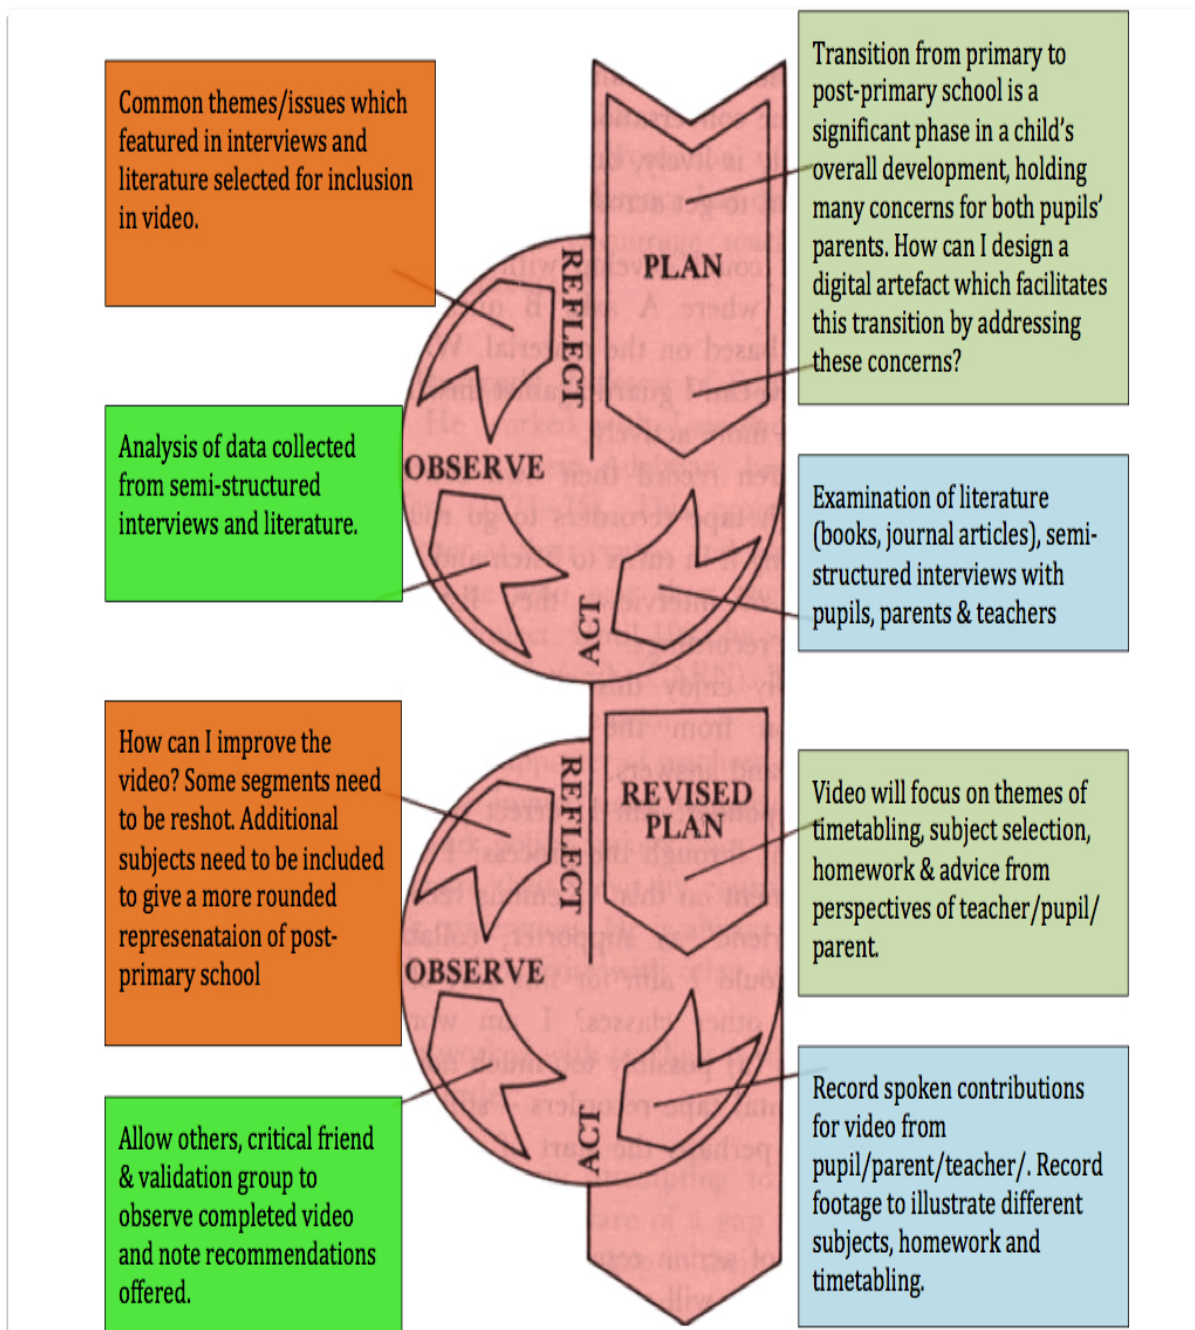 Common themes/issues which
featured in interviews and
literature selected for inclusion
in video.
Transition from primary to
post-primary school is a
significant phase in a child's
overall development, holding
many concerns for both pupils'
parents. How can I design a
digital artefact which facilitates
this transition by addressing
these concerns?
PLAN
REFLECT
Analysis of data collected
from semi-structured
interviews and literature.
OBSERVE
Examination of literature
(books, journal articles), semi-
structured interviews with
pupils, parents & teachers
ACT
How can I improve the
video? Some segments need
to be reshot. Additional
subjects need to be included
to give a more rounded
represenataion of post-
primary school
REFLECT
REVISED
PLAN
Video will focus on themes of
timetabling, subject selection,
homework & advice from
perspectives of teacher/pupil/
parent.
OBSERVE
Allow others, critical friend
& validation group to
observe completed video
and note recommendations
offered.
ACT
Record spoken contributions
for video from
pupil/parent/teacher/. Record
footage to illustrate different
subjects, homework and
timetabling.